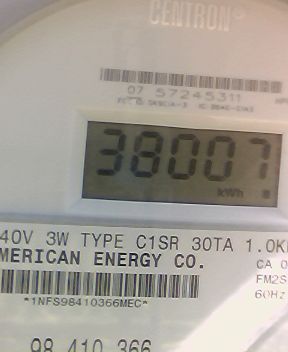 CENTRON®
07 57245311
38007
kWh
40V 3W TYPE C1SR 30TA 1.0K
MERICAN ENERGY CO.
CA 0
FM2S
*1NFS98410366MEC*
60Hz
98 410 366